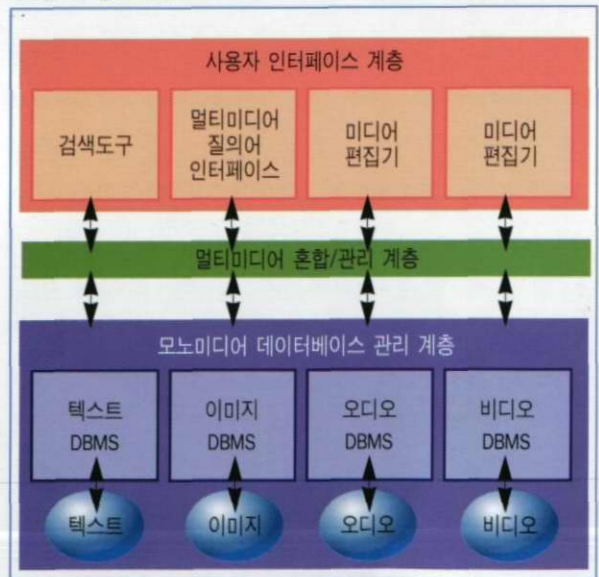 사용자 인터페이스 계층
검색도구
멀티미디어
질의어
인터페이스
미디어
편집기
미디어
편집기
멀티미디어 혼합/관리 계층
모노미디어 데이터베이스 관리 계층
텍스트
DBMS
이미지
DBMS
오디오
DBMS
비디오
DBMS
텍스트
이미지
오디오
비디오